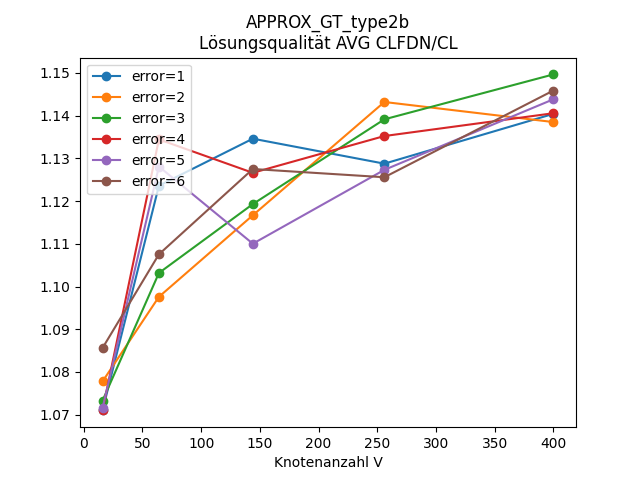 APPROX_GT_type2b
Lösungsqualität AVG CLFDN/CL
1.15
1.14
1.13
1.12
1.11
1.10
1.09
1.08
1.07
error=1
error=2
error=3
error=4
error=5
error=6
0 50 100 150 200 250 300 350 400
Knotenanzahl V